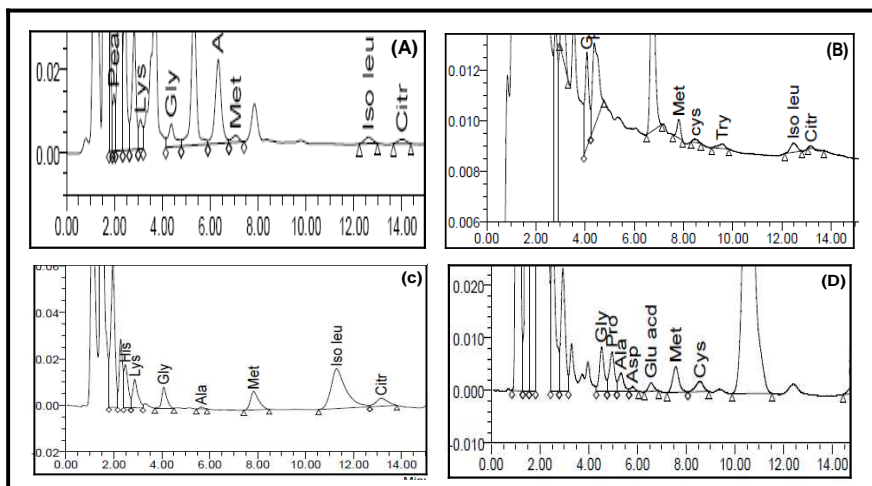 (A)
0.02
0.00
Pea
Lys
Gly
A
Met
Iso leu
Citr
0.00 2.00 4.00 6.00 8.00 10.00 12.00 14.00
(B)
0.012
0.010
0.008
0.006
G
Met
cys
Try
Iso leu
Citr
0.00 2.00 4.00 6.00 8.00 10.00 12.00 14.00
(c)
0.06
0.04
0.02
0.00
-0.02
His
Lys
Gly
Ala
Met
Iso leu
Citr
0.00 2.00 4.00 6.00 8.00 10.00 12.00 14.00
(D)
0.020
0.010
0.000
-0.010
Gly
Pro
Ala
Asp
Glu acd
Met
Cys
0.00 2.00 4.00 6.00 8.00 10.00 12.00 14.00